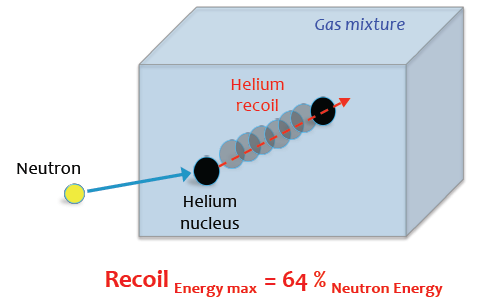 Gas mixture
Helium
recoil
Neutron
Helium
nucleus
Recoil Energy max = 64 % Neutron Energy